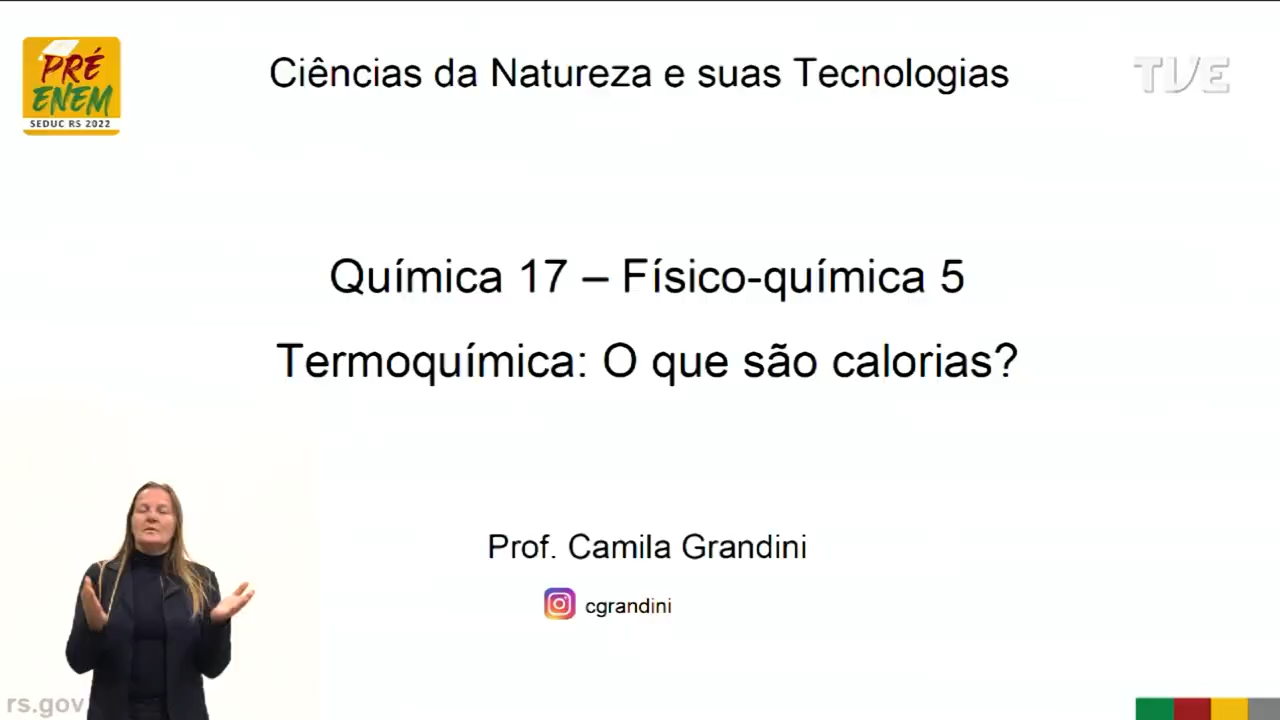 PRÉ
ENEM
SEDUC RS 2022
Ciências da Natureza e suas Tecnologias
TVE
Química 17 – Físico-química 5
Termoquímica: O que são calorias?
Prof. Camila Grandini
cgrandini
rs.gov